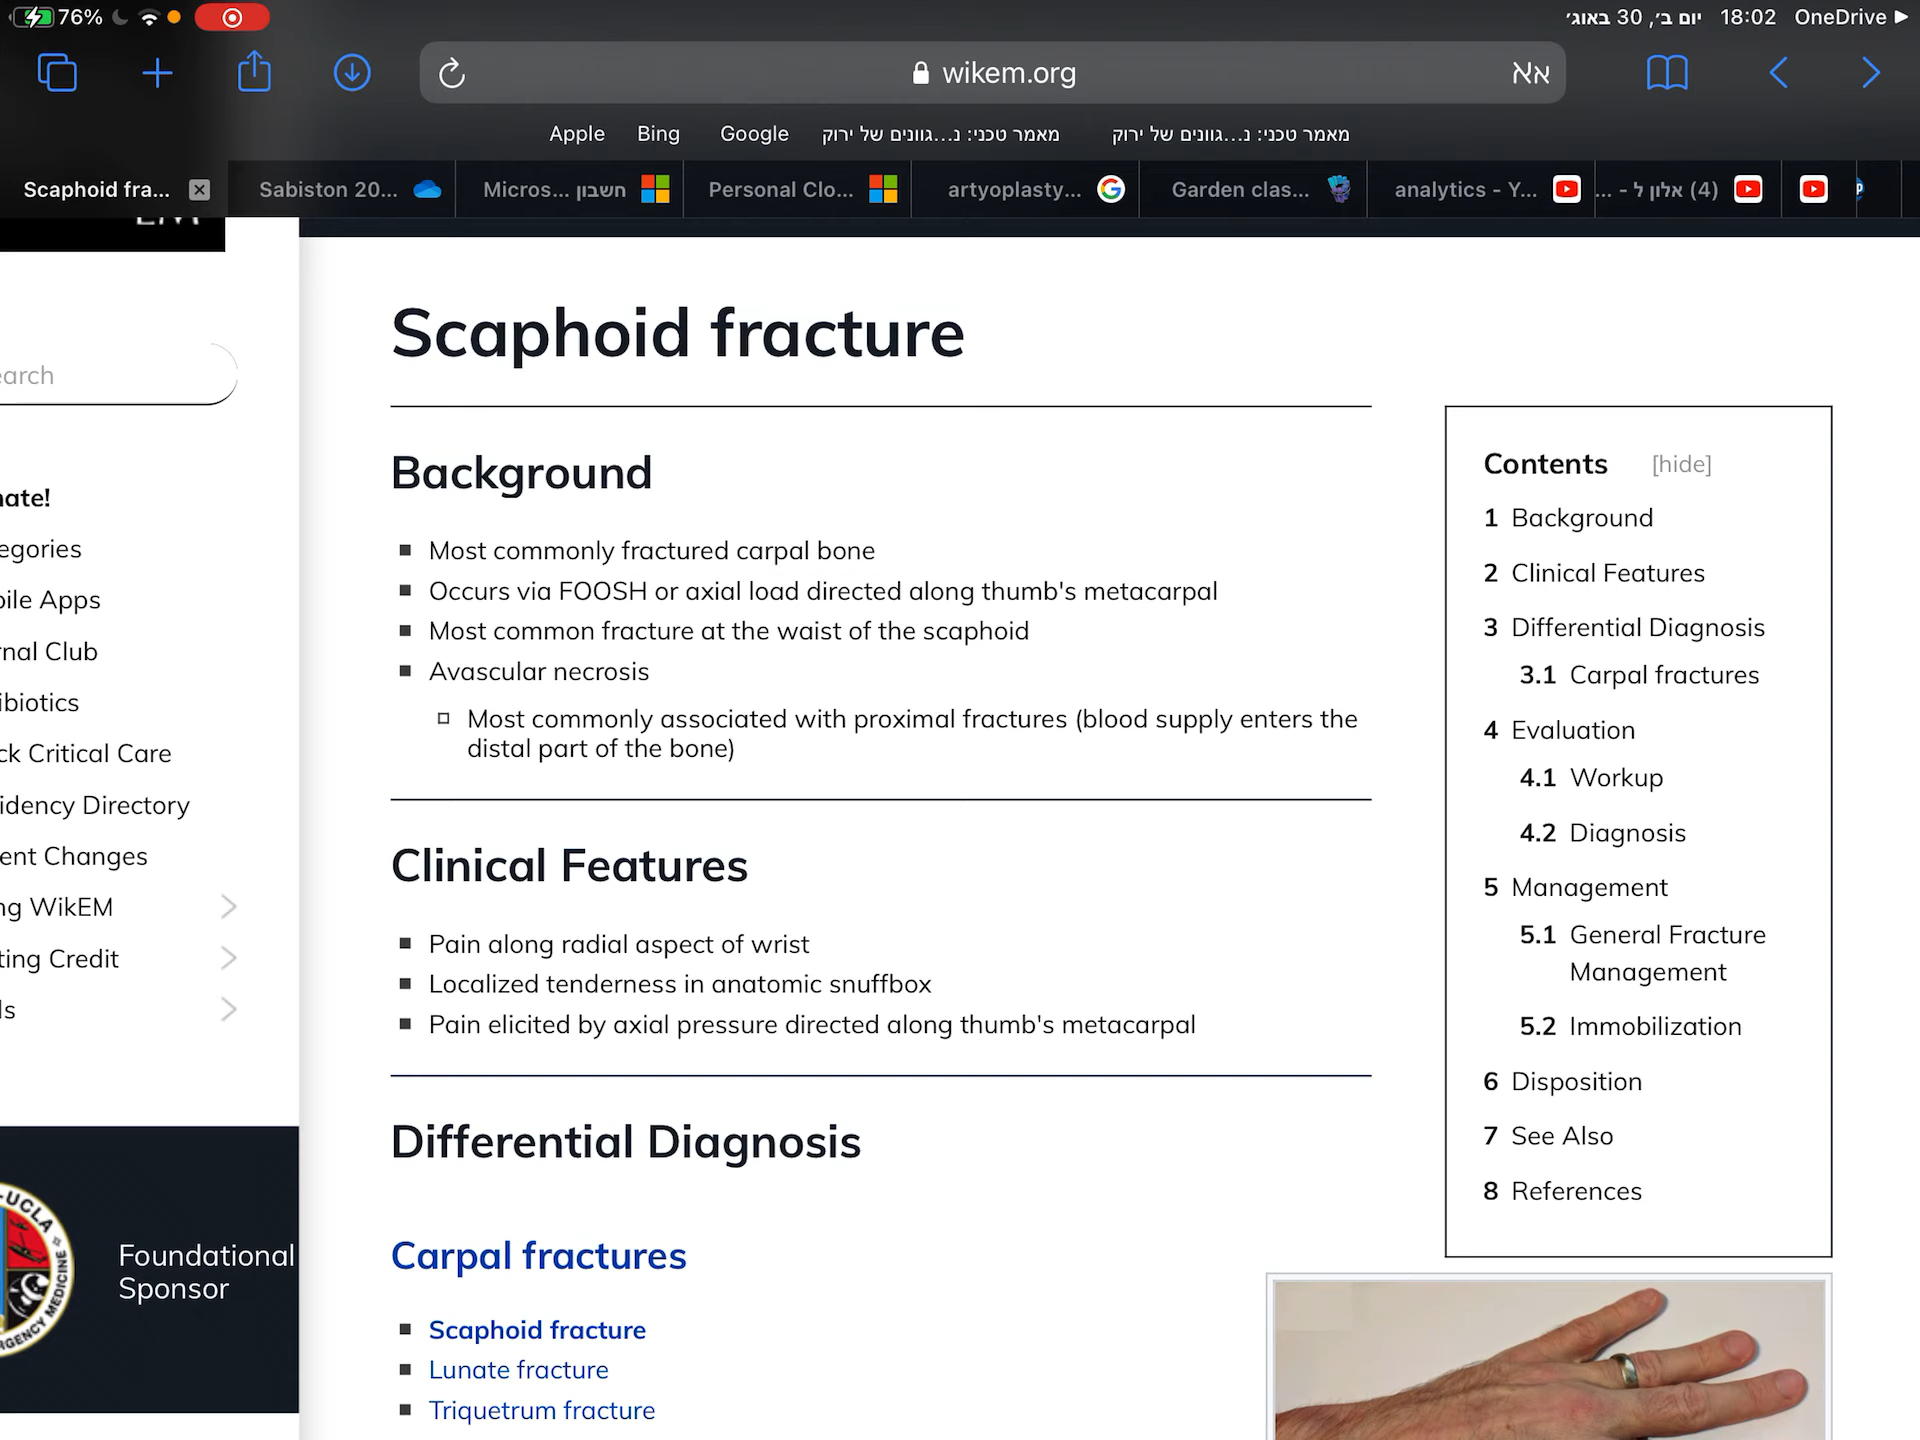 76%
יום ב׳, 30 באוג׳ 18:02 OneDrive
wikem.org
אא
Apple Bing Google מאמר טכני: נ...גוונים של ירוק מאמר טכני: נ...גוונים של ירוק
Scaphoid fra... Sabiston 20... Micros... חשבון Personal Clo... artyoplasty... Garden clas... analytics - Y... (4) אלון ל - ...
Scaphoid fracture
Background
Most commonly fractured carpal bone
Occurs via FOOSH or axial load directed along thumb's metacarpal
Most common fracture at the waist of the scaphoid
Avascular necrosis
Most commonly associated with proximal fractures (blood supply enters the
distal part of the bone)
Clinical Features
Pain along radial aspect of wrist
Localized tenderness in anatomic snuffbox
Pain elicited by axial pressure directed along thumb's metacarpal
Differential Diagnosis
Carpal fractures
Scaphoid fracture
Lunate fracture
Triquetrum fracture
Contents [hide]
1 Background
2 Clinical Features
3 Differential Diagnosis
3.1 Carpal fractures
4 Evaluation
4.1 Workup
4.2 Diagnosis
5 Management
5.1 General Fracture
Management
5.2 Immobilization
6 Disposition
7 See Also
8 References
earch
nate!
egories
bile Apps
rnal Club
ibiotics
ck Critical Care
idency Directory
ent Changes
ng WikEM
ting Credit
ls
-UCLA
RGENCY MEDICINE
Foundational
Sponsor